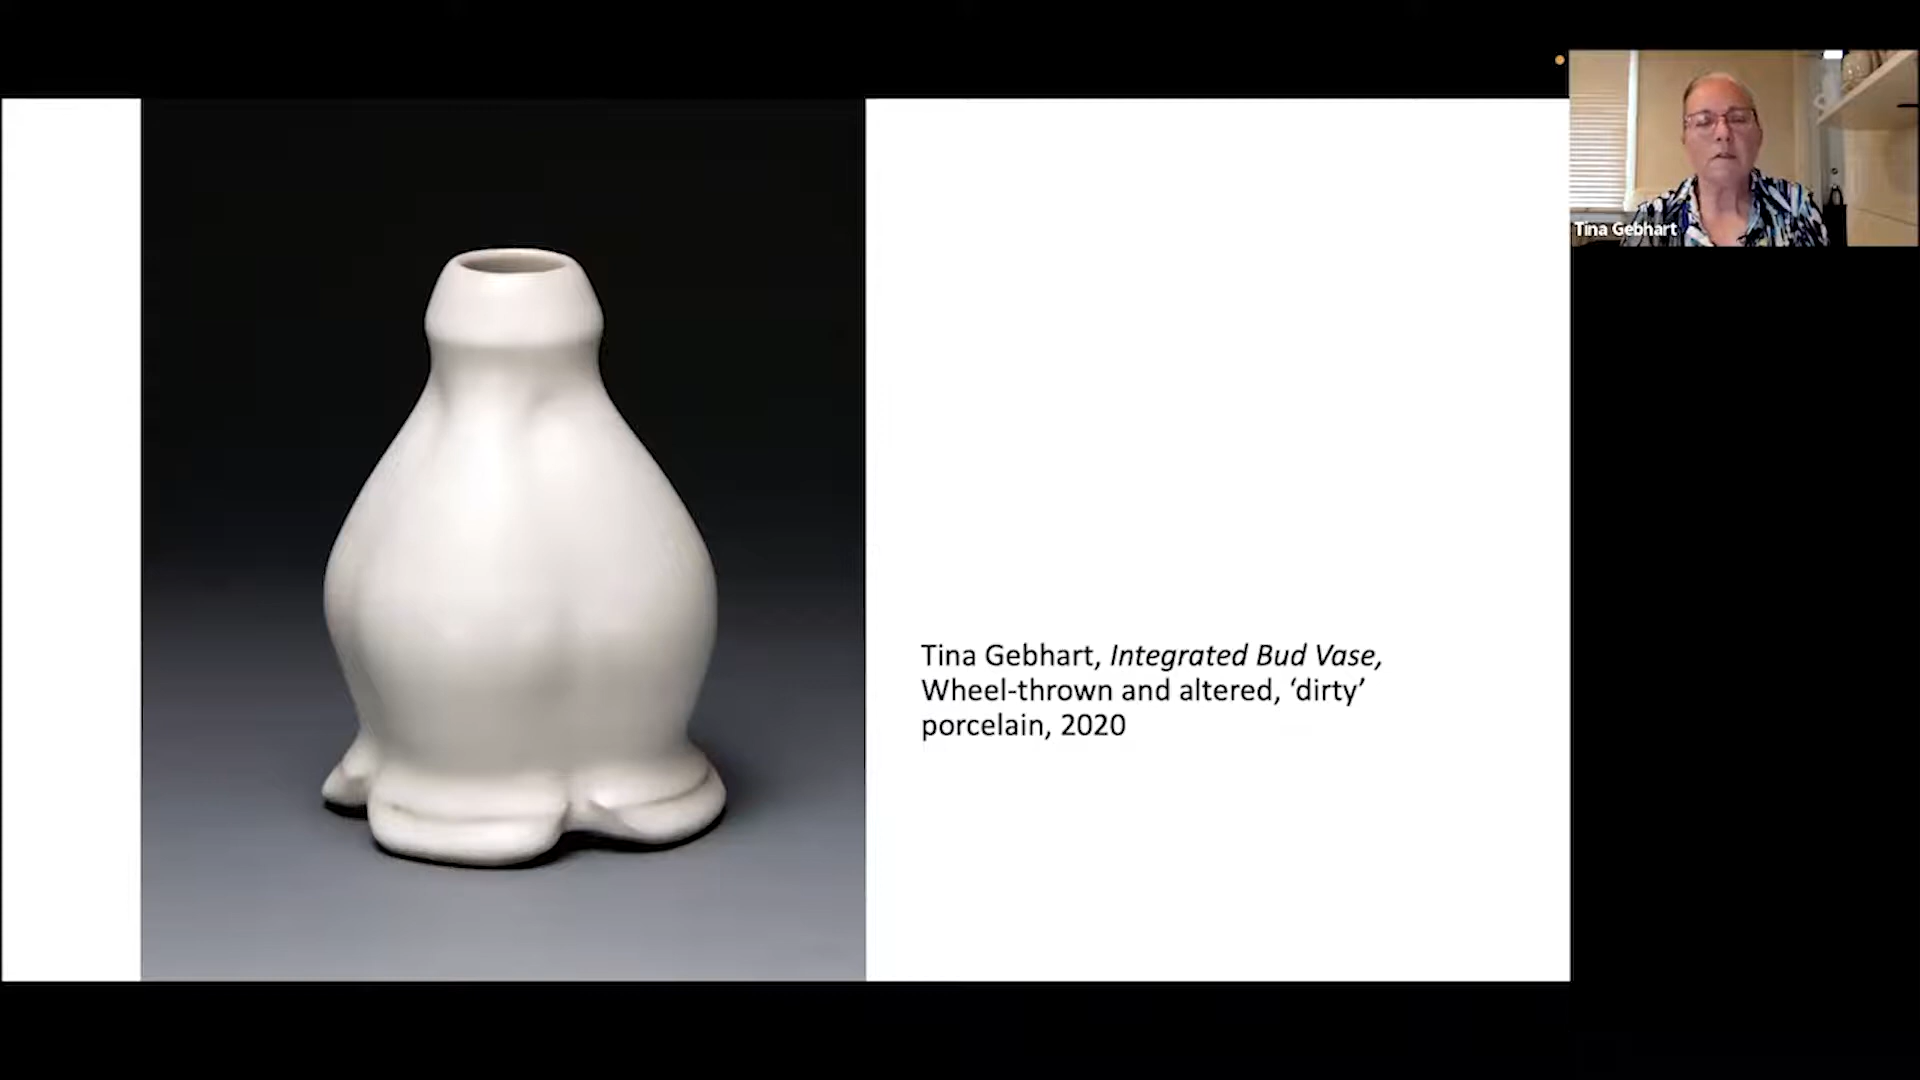 Tina Gebhart
Tina Gebhart, Integrated Bud Vase,
Wheel-thrown and altered, ‘dirty’
porcelain, 2020